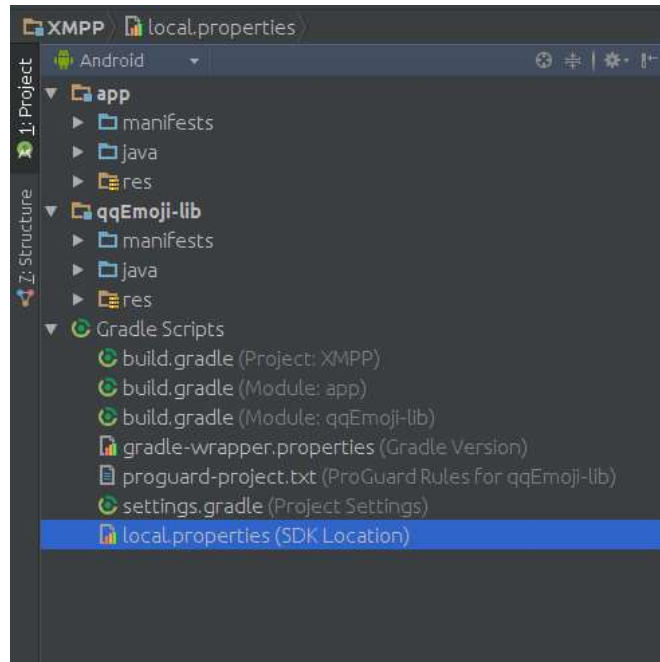 XMPP local.properties
Android
1: Project
app
manifests
java
res
qqEmoji-lib
manifests
java
res
Z: Structure
Gradle Scripts
build.gradle (Project: XMPP)
build.gradle (Module: app)
build.gradle (Module: qqEmoji-lib)
gradle-wrapper.properties (Gradle Version)
proguard-project.txt (ProGuard Rules for qqEmoji-lib)
settings.gradle (Project Settings)
local.properties (SDK Location)